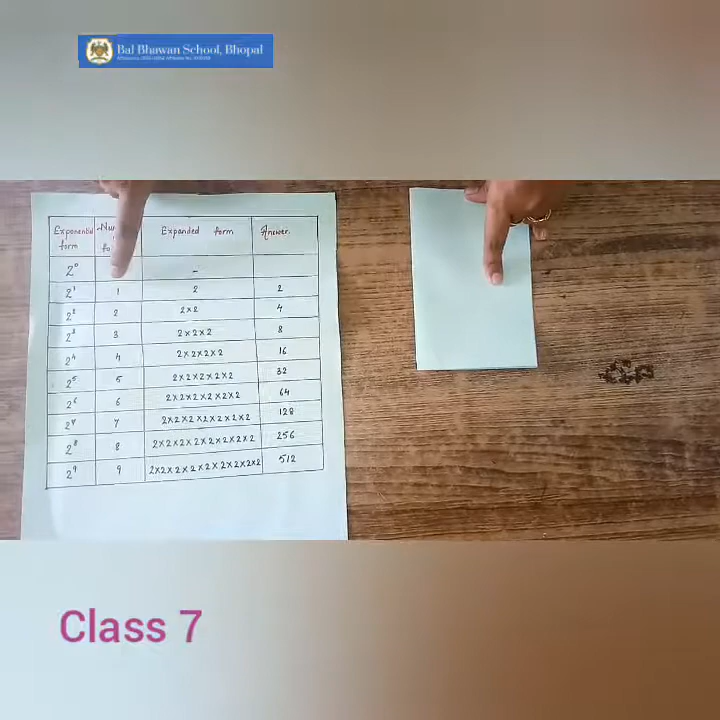 Bal Bhawan School, Bhopal
Exponential form Expanded form Answer.
2⁰ -
2¹ 1 2 2
2² 2 2×2 4
2³ 3 2×2×2 8
2⁴ 4 2×2×2×2 16
2⁵ 5 2×2×2×2×2 32
2⁶ 6 2×2×2×2×2×2 64
2⁷ 7 2×2×2×2×2×2×2 128
2⁸ 8 2×2×2×2×2×2×2×2 256
2⁹ 9 2×2×2×2×2×2×2×2×2 512
Class 7